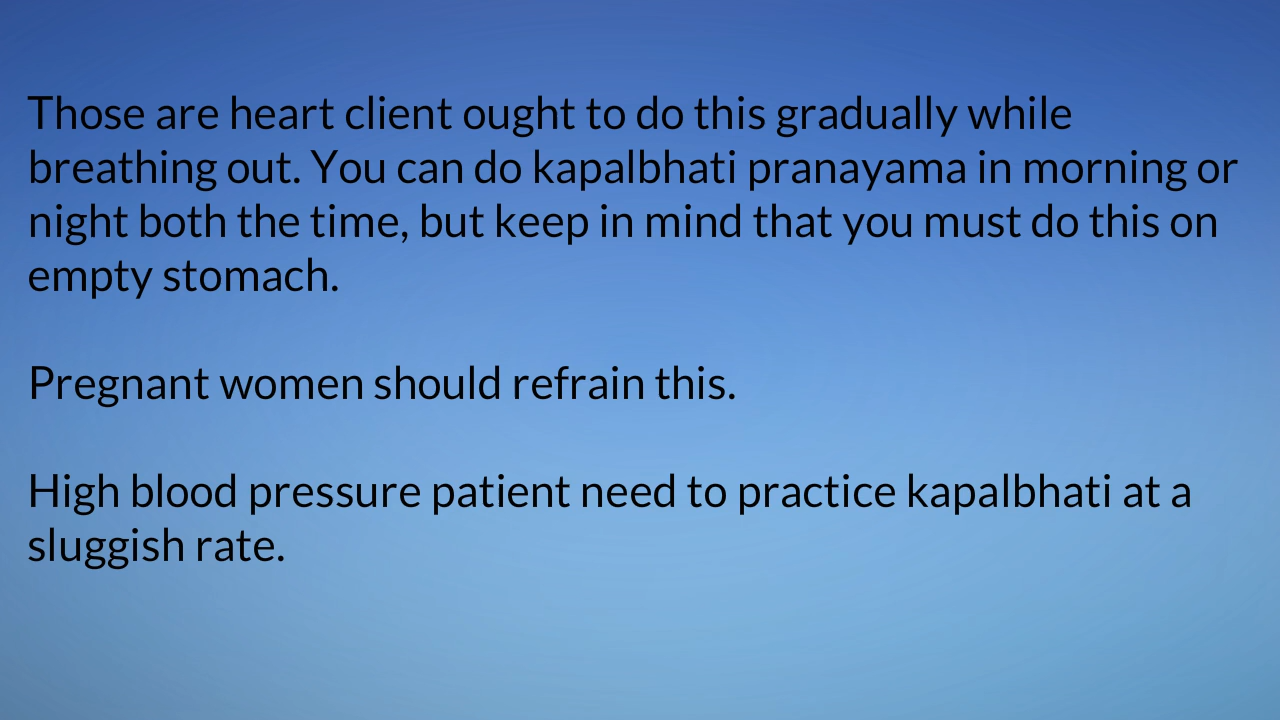 Those are heart client ought to do this gradually while
breathing out. You can do kapalbhati pranayama in morning or
night both the time, but keep in mind that you must do this on
empty stomach.
Pregnant women should refrain this.
High blood pressure patient need to practice kapalbhati at a
sluggish rate.